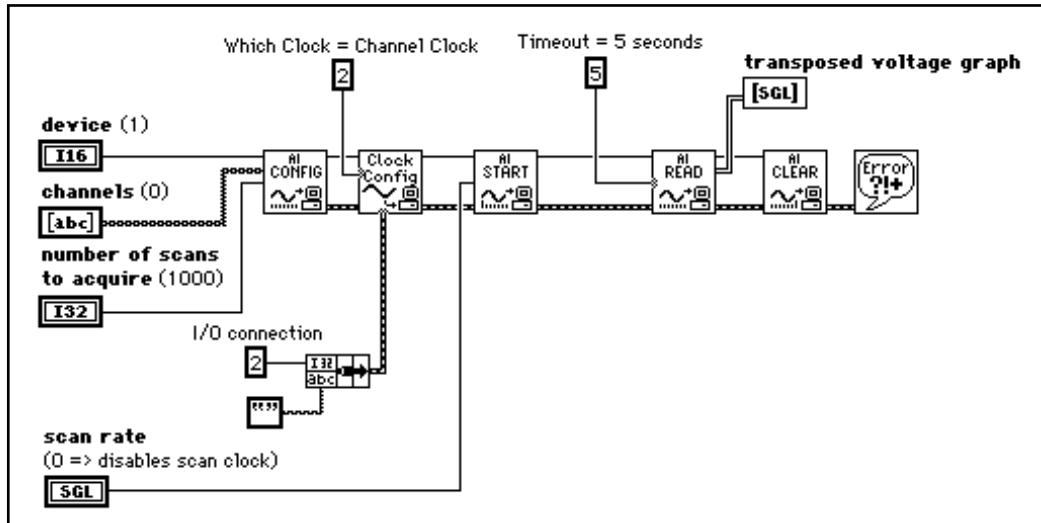 Which Clock = Channel Clock
2
Timeout = 5 seconds
5
transposed voltage graph
[SGL]
device (1)
I16
channels (0)
[abc]
number of scans
to acquire (1000)
I32
AI
CONFIG
Clock
Config
AI
START
AI
READ
AI
CLEAR
Error
?!+
I/O connection
2
I32
abc
""
scan rate
(0 => disables scan clock)
SGL